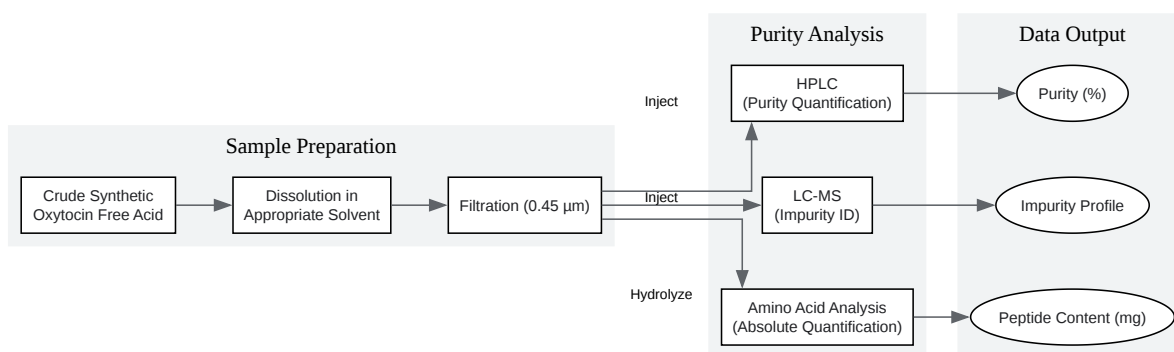 Purity Analysis
Data Output
HPLC
(Purity Quantification)
Purity (%)
Inject
Sample Preparation
Crude Synthetic
Oxytocin Free Acid
Dissolution in
Appropriate Solvent
Filtration (0.45 µm)
Inject
LC-MS
(Impurity ID)
Impurity Profile
Hydrolyze
Amino Acid Analysis
(Absolute Quantification)
Peptide Content (mg)